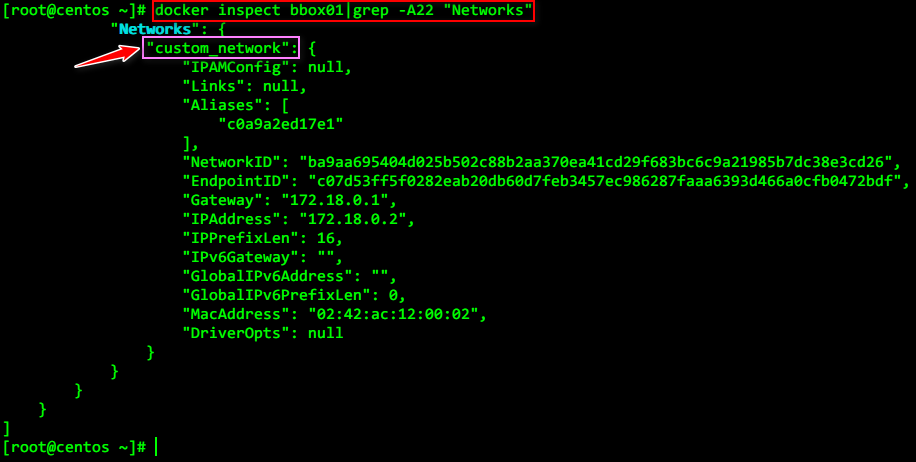 [root@centos ~]# docker inspect bbox01|grep -A22 "Networks"
"Networks": {
"custom_network": {
"IPAMConfig": null,
"Links": null,
"Aliases": [
"c0a9a2ed17e1"
],
"NetworkID": "ba9aa695404d025b502c88b2aa370ea41cd29f683bc6c9a21985b7dc38e3cd26",
"EndpointID": "c07d53ff5f0282eab20db60d7feb3457ec986287faaa6393d466a0cfb0472bdf",
"Gateway": "172.18.0.1",
"IPAddress": "172.18.0.2",
"IPPrefixLen": 16,
"IPv6Gateway": "",
"GlobalIPv6Address": "",
"GlobalIPv6PrefixLen": 0,
"MacAddress": "02:42:ac:12:00:02",
"DriverOpts": null
}
}
}
}
]
[root@centos ~]#